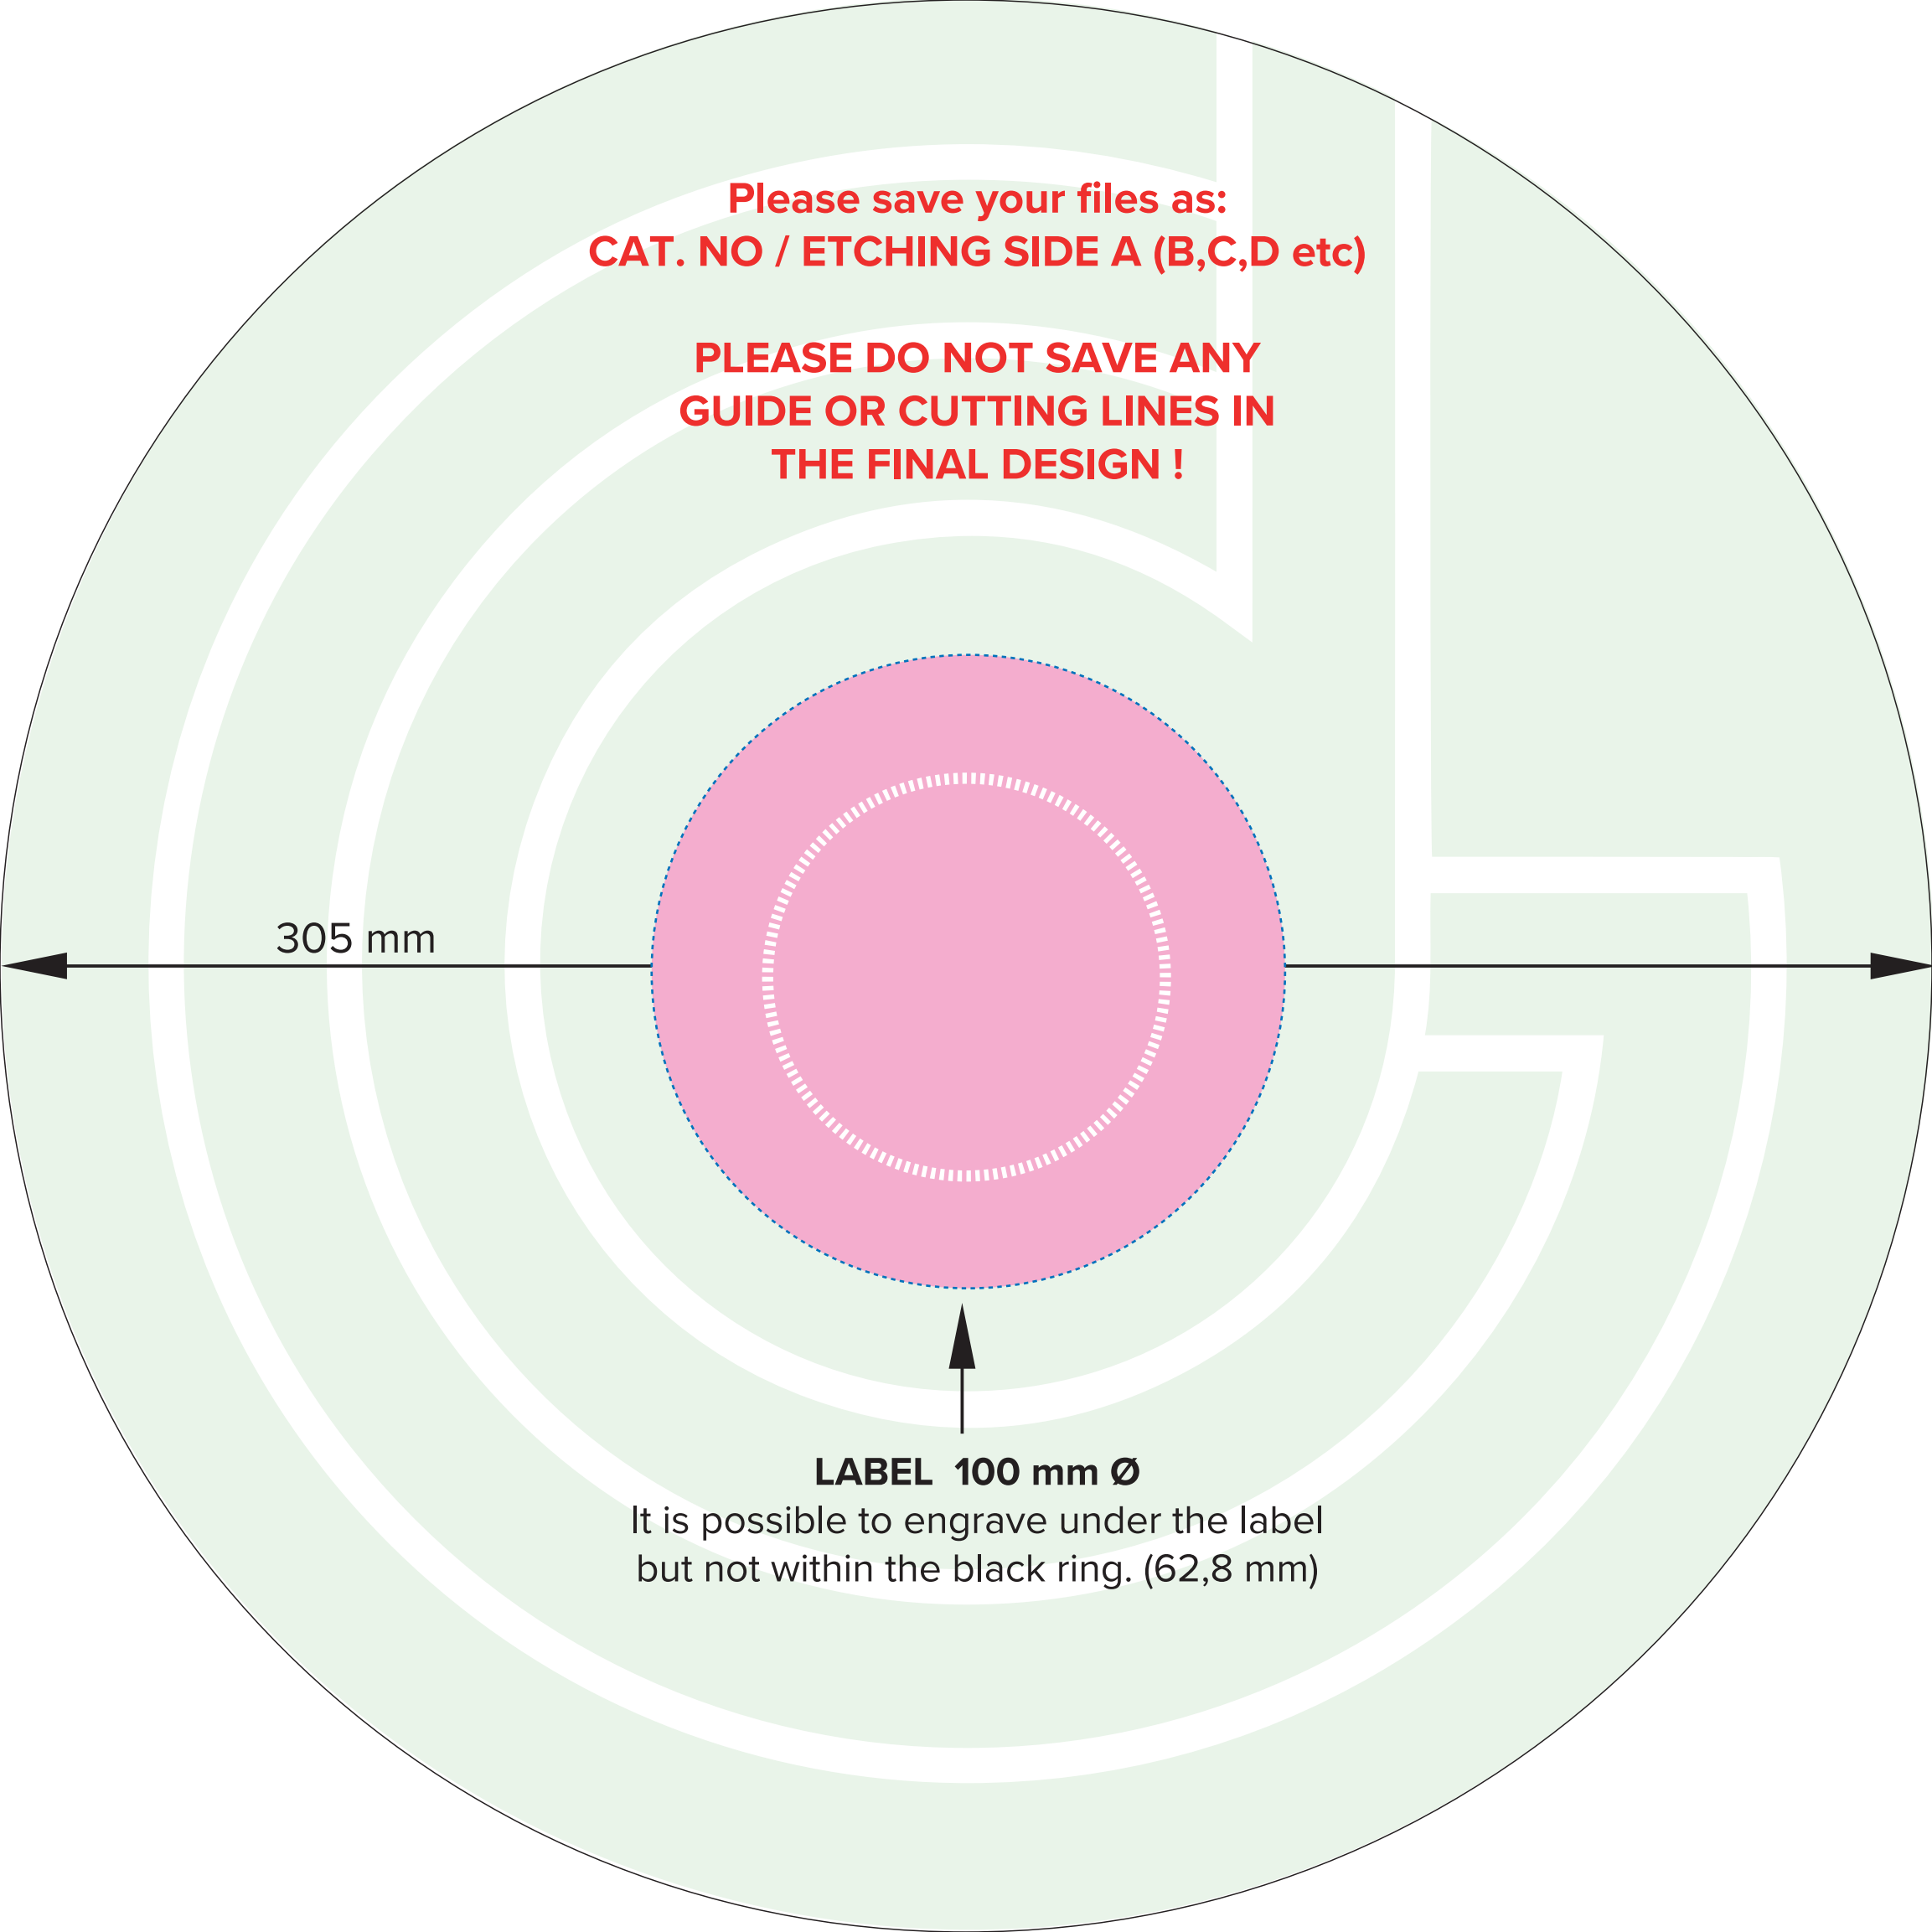 Please save your files as:
CAT. NO / ETCHING SIDE A (B,C,D etc)
PLEASE DO NOT SAVE ANY
GUIDE OR CUTTING LINES IN
THE FINAL DESIGN !
305 mm
LABEL 100 mm Ø
It is possible to engrave under the label
but not within the backring. (62,8 mm)